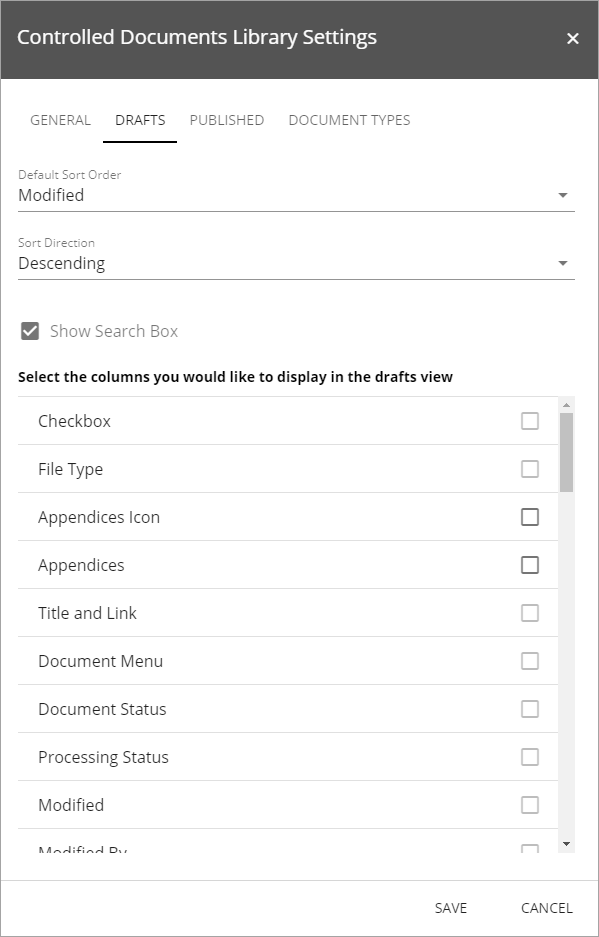 Controlled Documents Library Settings
GENERAL DRAFTS PUBLISHED DOCUMENT TYPES
Default Sort Order
Modified
Sort Direction
Descending
Show Search Box
Select the columns you would like to display in the drafts view
Checkbox
File Type
Appendices Icon
Appendices
Title and Link
Document Menu
Document Status
Processing Status
Modified
Modified By
SAVE CANCEL